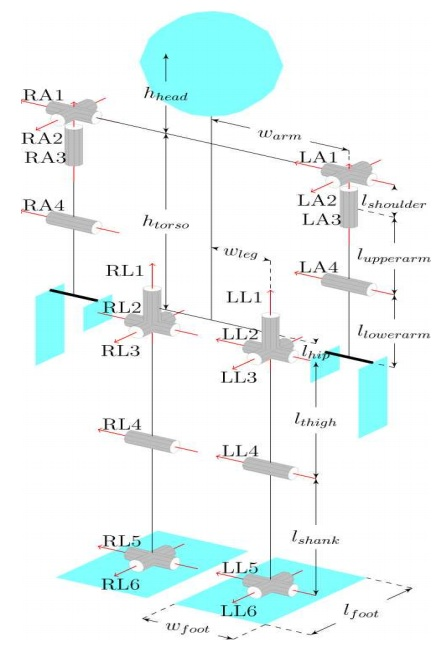 h_head
RA1
w_arm
RA2
RA3
LA1
LA2
l_shoulder
LA3
RA4
h_torso
w_leg
l_upperarm
RL1
LA4
LL1
RL2
LL2
l_lowerarm
RL3
l_hip
LL3
l_thigh
RL4
LL4
l_shank
RL5
LL5
RL6
LL6
l_foot
w_foot